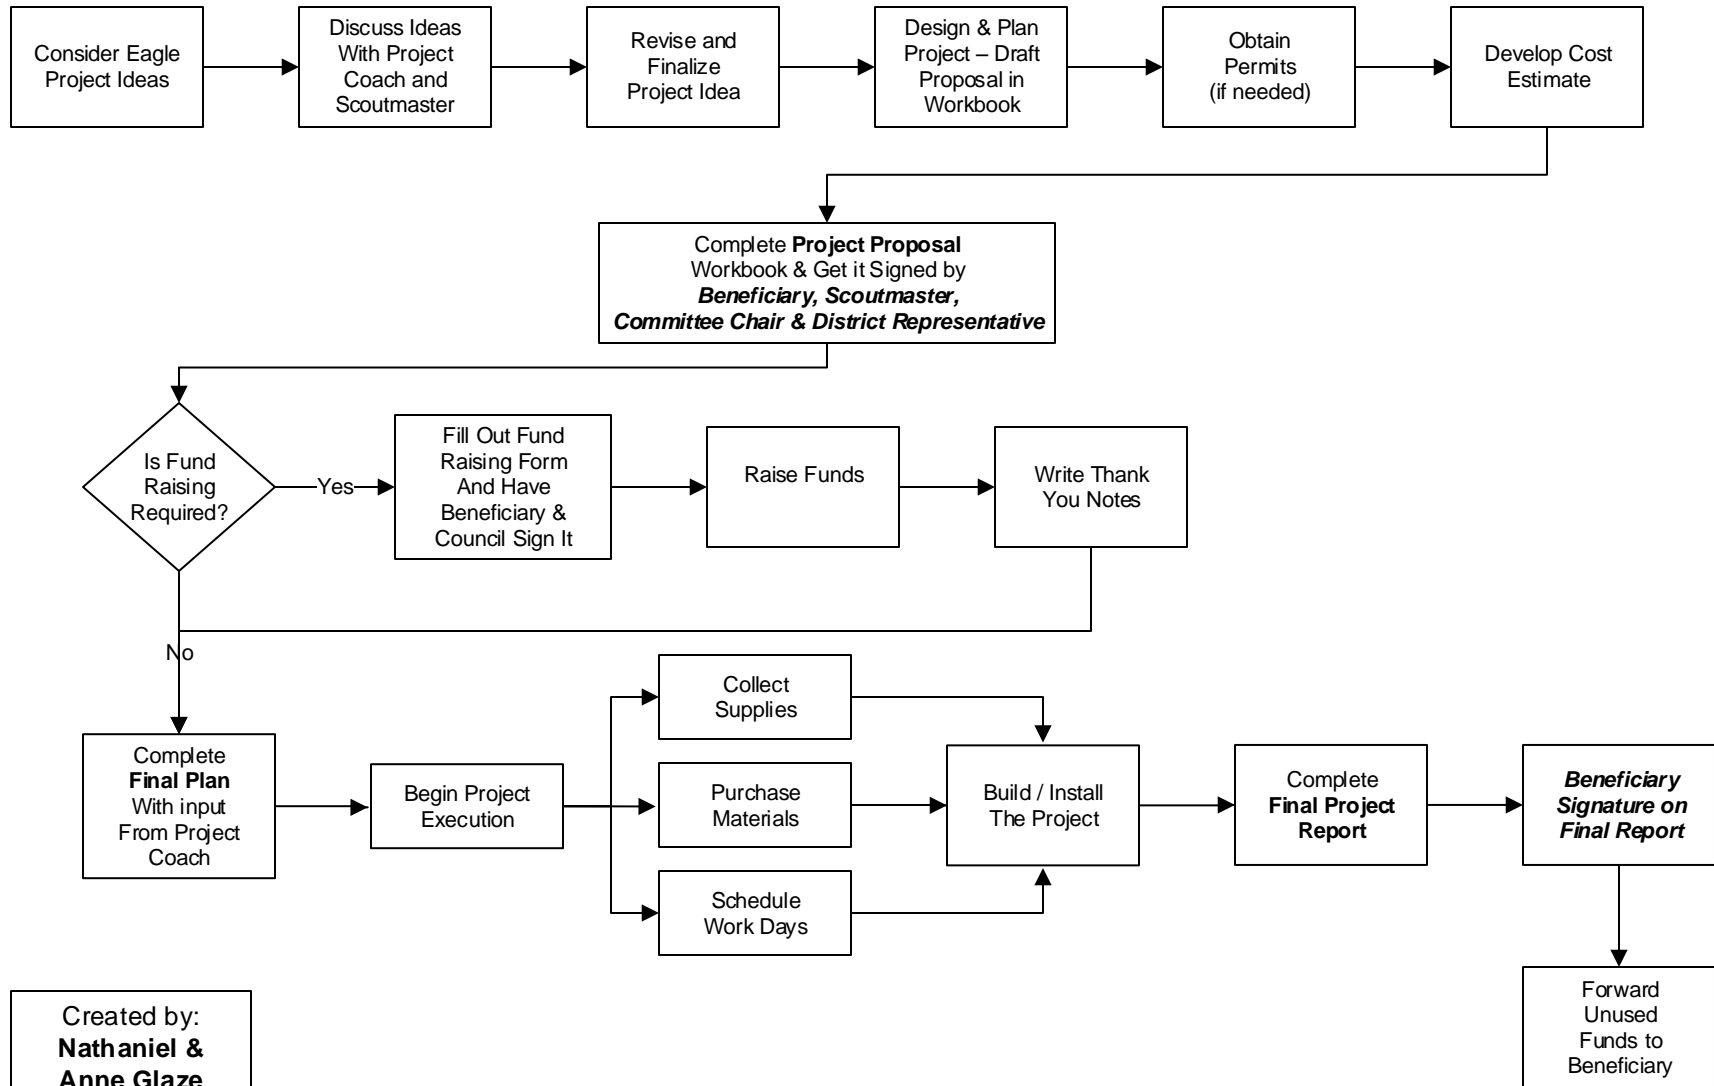 Consider Eagle
Project Ideas
Discuss Ideas
With Project
Coach and
Scoutmaster
Revise and
Finalize
Project Idea
Design & Plan
Project – Draft
Proposal in
Workbook
Obtain
Permits
(if needed)
Develop Cost
Estimate
Complete Project Proposal
Workbook & Get it Signed by
Beneficiary, Scoutmaster,
Committee Chair & District Representative
Is Fund
Raising
Required?
Yes
Fill Out Fund
Raising Form
And Have
Beneficiary &
Council Sign It
Raise Funds
Write Thank
You Notes
No
Complete
Final Plan
With input
From Project
Coach
Begin Project
Execution
Collect
Supplies
Purchase
Materials
Schedule
Work Days
Build / Install
The Project
Complete
Final Project
Report
Beneficiary
Signature on
Final Report
Forward
Unused
Funds to
Beneficiary
Created by:
Nathaniel &
Anne Glaze